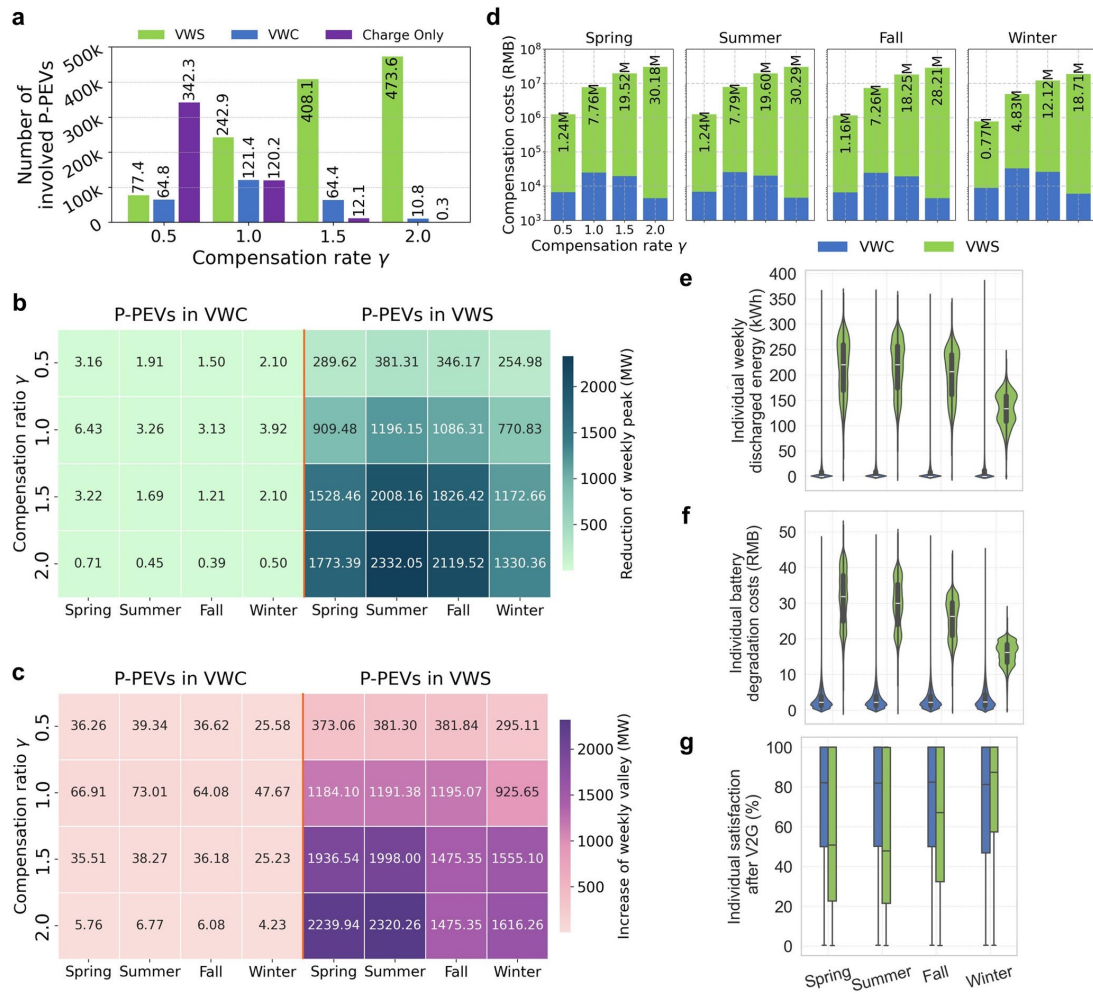 a
VWS VWC Charge Only
Number of
involved P-PEVs
500k
400k
300k
200k
100k
0
77.4 64.8 342.3 242.9 121.4 120.2 408.1 64.4 12.1 473.6 10.8 0.3
0.5 1.0 1.5 2.0
Compensation rate γ
d
Spring Summer Fall Winter
Compensation costs (RMB)
10⁸
10⁷
10⁶
10⁵
10⁴
10³
1.24M 7.76M 19.52M 30.18M 1.24M 7.79M 19.60M 30.29M 1.16M 7.26M 18.25M 28.21M 0.77M 4.83M 12.12M 18.71M
0.5 1.0 1.5 2.0
Compensation rate γ
VWC VWS
b
P-PEVs in VWC P-PEVs in VWS
Compensation ratio γ
0.5 3.16 1.91 1.50 2.10 289.62 381.31 346.17 254.98
1.0 6.43 3.26 3.13 3.92 909.48 1196.15 1086.31 770.83
1.5 3.22 1.69 1.21 2.10 1528.46 2008.16 1826.42 1172.66
2.0 0.71 0.45 0.39 0.50 1773.39 2332.05 2119.52 1330.36
Spring Summer Fall Winter Spring Summer Fall Winter
2000
1500
1000
500
Reduction of weekly peak (MW)
c
P-PEVs in VWC P-PEVs in VWS
Compensation ratio γ
0.5 36.26 39.34 36.62 25.58 373.06 381.30 381.84 295.11
1.0 66.91 73.01 64.08 47.67 1184.10 1191.38 1195.07 925.65
1.5 35.51 38.27 36.18 25.23 1936.54 1998.00 1475.35 1555.10
2.0 5.76 6.77 6.08 4.23 2239.94 2320.26 1475.35 1616.26
Spring Summer Fall Winter Spring Summer Fall Winter
2000
1500
1000
500
Increase of weekly valley (MW)
e
Individual weekly
discharged energy (kWh)
400
350
300
250
200
150
100
50
0
f
Individual battery
degradation costs (RMB)
50
40
30
20
10
0
g
Individual satisfaction
after V2G (%)
100
80
60
40
20
0
Spring Summer Fall Winter